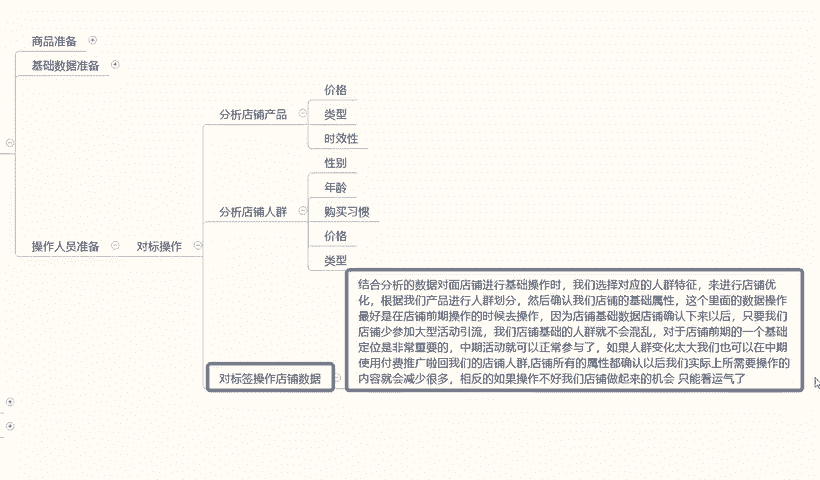 商品准备
基础数据准备
价格
分析店铺产品
类型
时效性
性别
年龄
分析店铺人群
购买习惯
价格
操作人员准备
对标操作
类型
结合分析的数据对面店铺进行基础操作时，我们选择对应的人群特征，来进行店铺优
化，根据我们产品进行人群划分，然后确认我们店铺的基础属性，这个里面的数据操作
最好是在店铺前期操作的时候去操作，因为店铺基础数据店铺确认下来以后，只要我们
店铺少参加大型活动引流，我们店铺基础的人群就不会混乱，对于店铺前期的一个基础
定位是非常重要的，中期活动就可以正常参与了，如果人群变化太大我们也可以在中期
使用付费推广啦回我们的店铺人群,店铺所有的属性都确认以后我们实际上所需要操作的
内容就会减少很多，相反的如果操作不好我们店铺做起来的机会 只能看运气了
对标签操作店铺数据